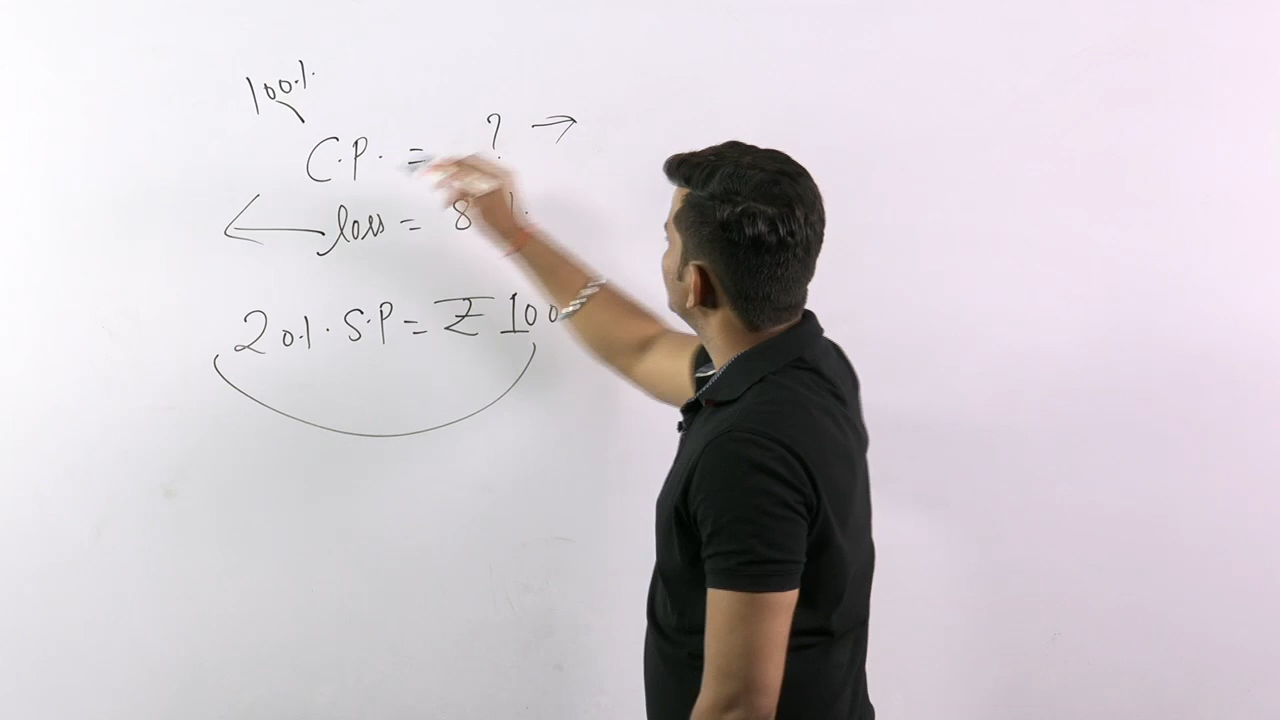 100%
C.P. = ? →
← loss = 8 %
20% S.P = ₹ 100